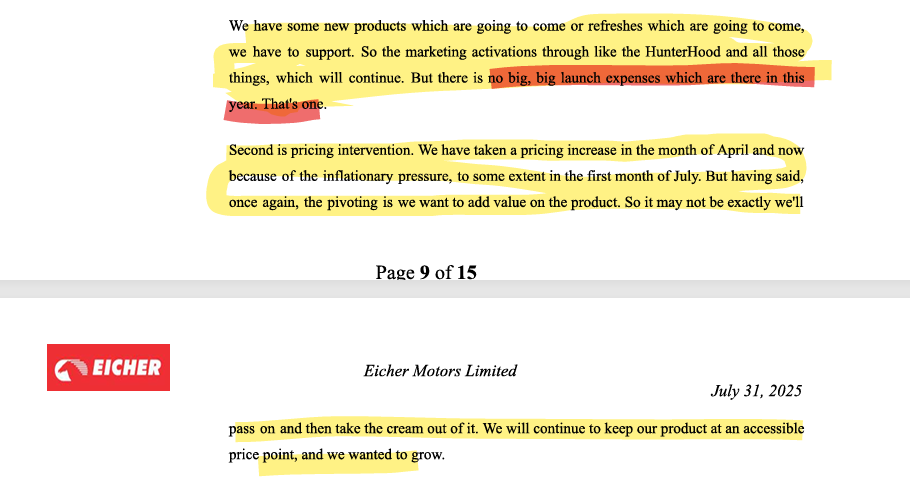 We have some new products which are going to come or refreshes which are going to come,
we have to support. So the marketing activations through like the HunterHood and all those
things, which will continue. But there is no big, big launch expenses which are there in this
year. That's one.
Second is pricing intervention. We have taken a pricing increase in the month of April and now
because of the inflationary pressure, to some extent in the first month of July. But having said,
once again, the pivoting is we want to add value on the product. So it may not be exactly we'll
Page 9 of 15
EICHER
Eicher Motors Limited
July 31, 2025
pass on and then take the cream out of it. We will continue to keep our product at an accessible
price point, and we wanted to grow.